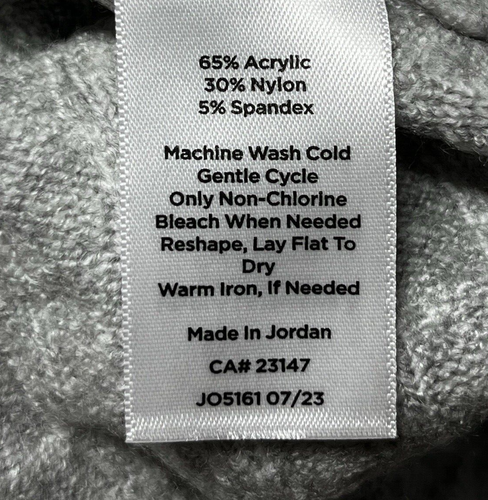 65% Acrylic
30% Nylon
5% Spandex
Machine Wash Cold
Gentle Cycle
Only Non-Chlorine
Bleach When Needed
Reshape, Lay Flat To
Dry
Warm Iron, If Needed
Made In Jordan
CA# 23147
JO5161 07/23